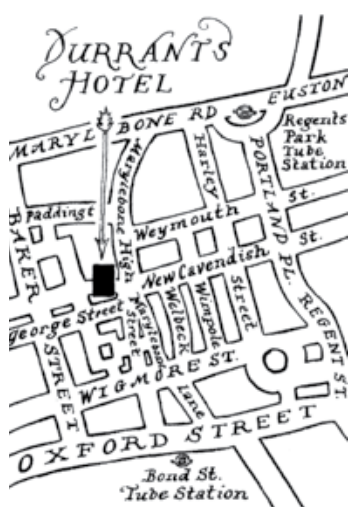 DURRANTS
HOTEL
MARYLEBONE RD
EUSTON
Regents
Park
Tube
Station
Paddingt
Marylebone High
Harley
PORTLAND PL.
Weymouth
St.
BAKER
STREET
New Cavendish
St.
George Street
Street
Welbeck
Wimpole
Street
REGENT ST.
WIGMORE ST.
Lane
OXFORD STREET
Bond St.
Tube Station